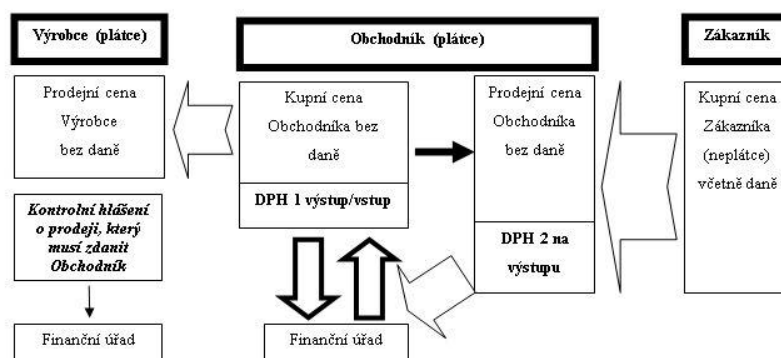 Výrobce (plátce)
Obchodník (plátce)
Zákazník
Prodejní cena
Výrobce
bez daně
Kupní cena
Obchodníka bez
daně
DPH 1 výstup/vstup
Prodejní cena
Obchodníka
bez daně
DPH 2 na
výstupu
Kupní cena
Zákazníka
(neplátce)
včetně daně
Kontrolní hlášení
o prodeji, který
musí zdanit
Obchodník
Finanční úřad
Finanční úřad